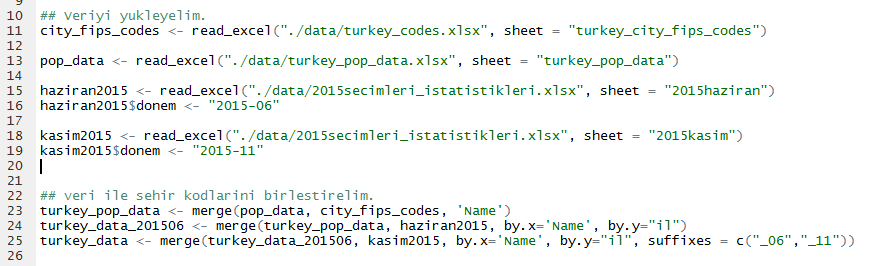 9
10 ## veriyi yukleyelim.
11 city_fips_codes <- read_excel("./data/turkey_codes.xlsx", sheet = "turkey_city_fips_codes")
12
13 pop_data <- read_excel("./data/turkey_pop_data.xlsx", sheet = "turkey_pop_data")
14
15 haziran2015 <- read_excel("./data/2015secimleri_istatistikleri.xlsx", sheet = "2015haziran")
16 haziran2015$donem <- "2015-06"
17
18 kasim2015 <- read_excel("./data/2015secimleri_istatistikleri.xlsx", sheet = "2015kasim")
19 kasim2015$donem <- "2015-11"
20
21
22 ## veri ile sehir kodlarini birlestirelim.
23 turkey_pop_data <- merge(pop_data, city_fips_codes, 'Name')
24 turkey_data_201506 <- merge(turkey_pop_data, haziran2015, by.x='Name', by.y="il")
25 turkey_data <- merge(turkey_data_201506, kasim2015, by.x='Name', by.y="il", suffixes = c("_06","_11"))
26